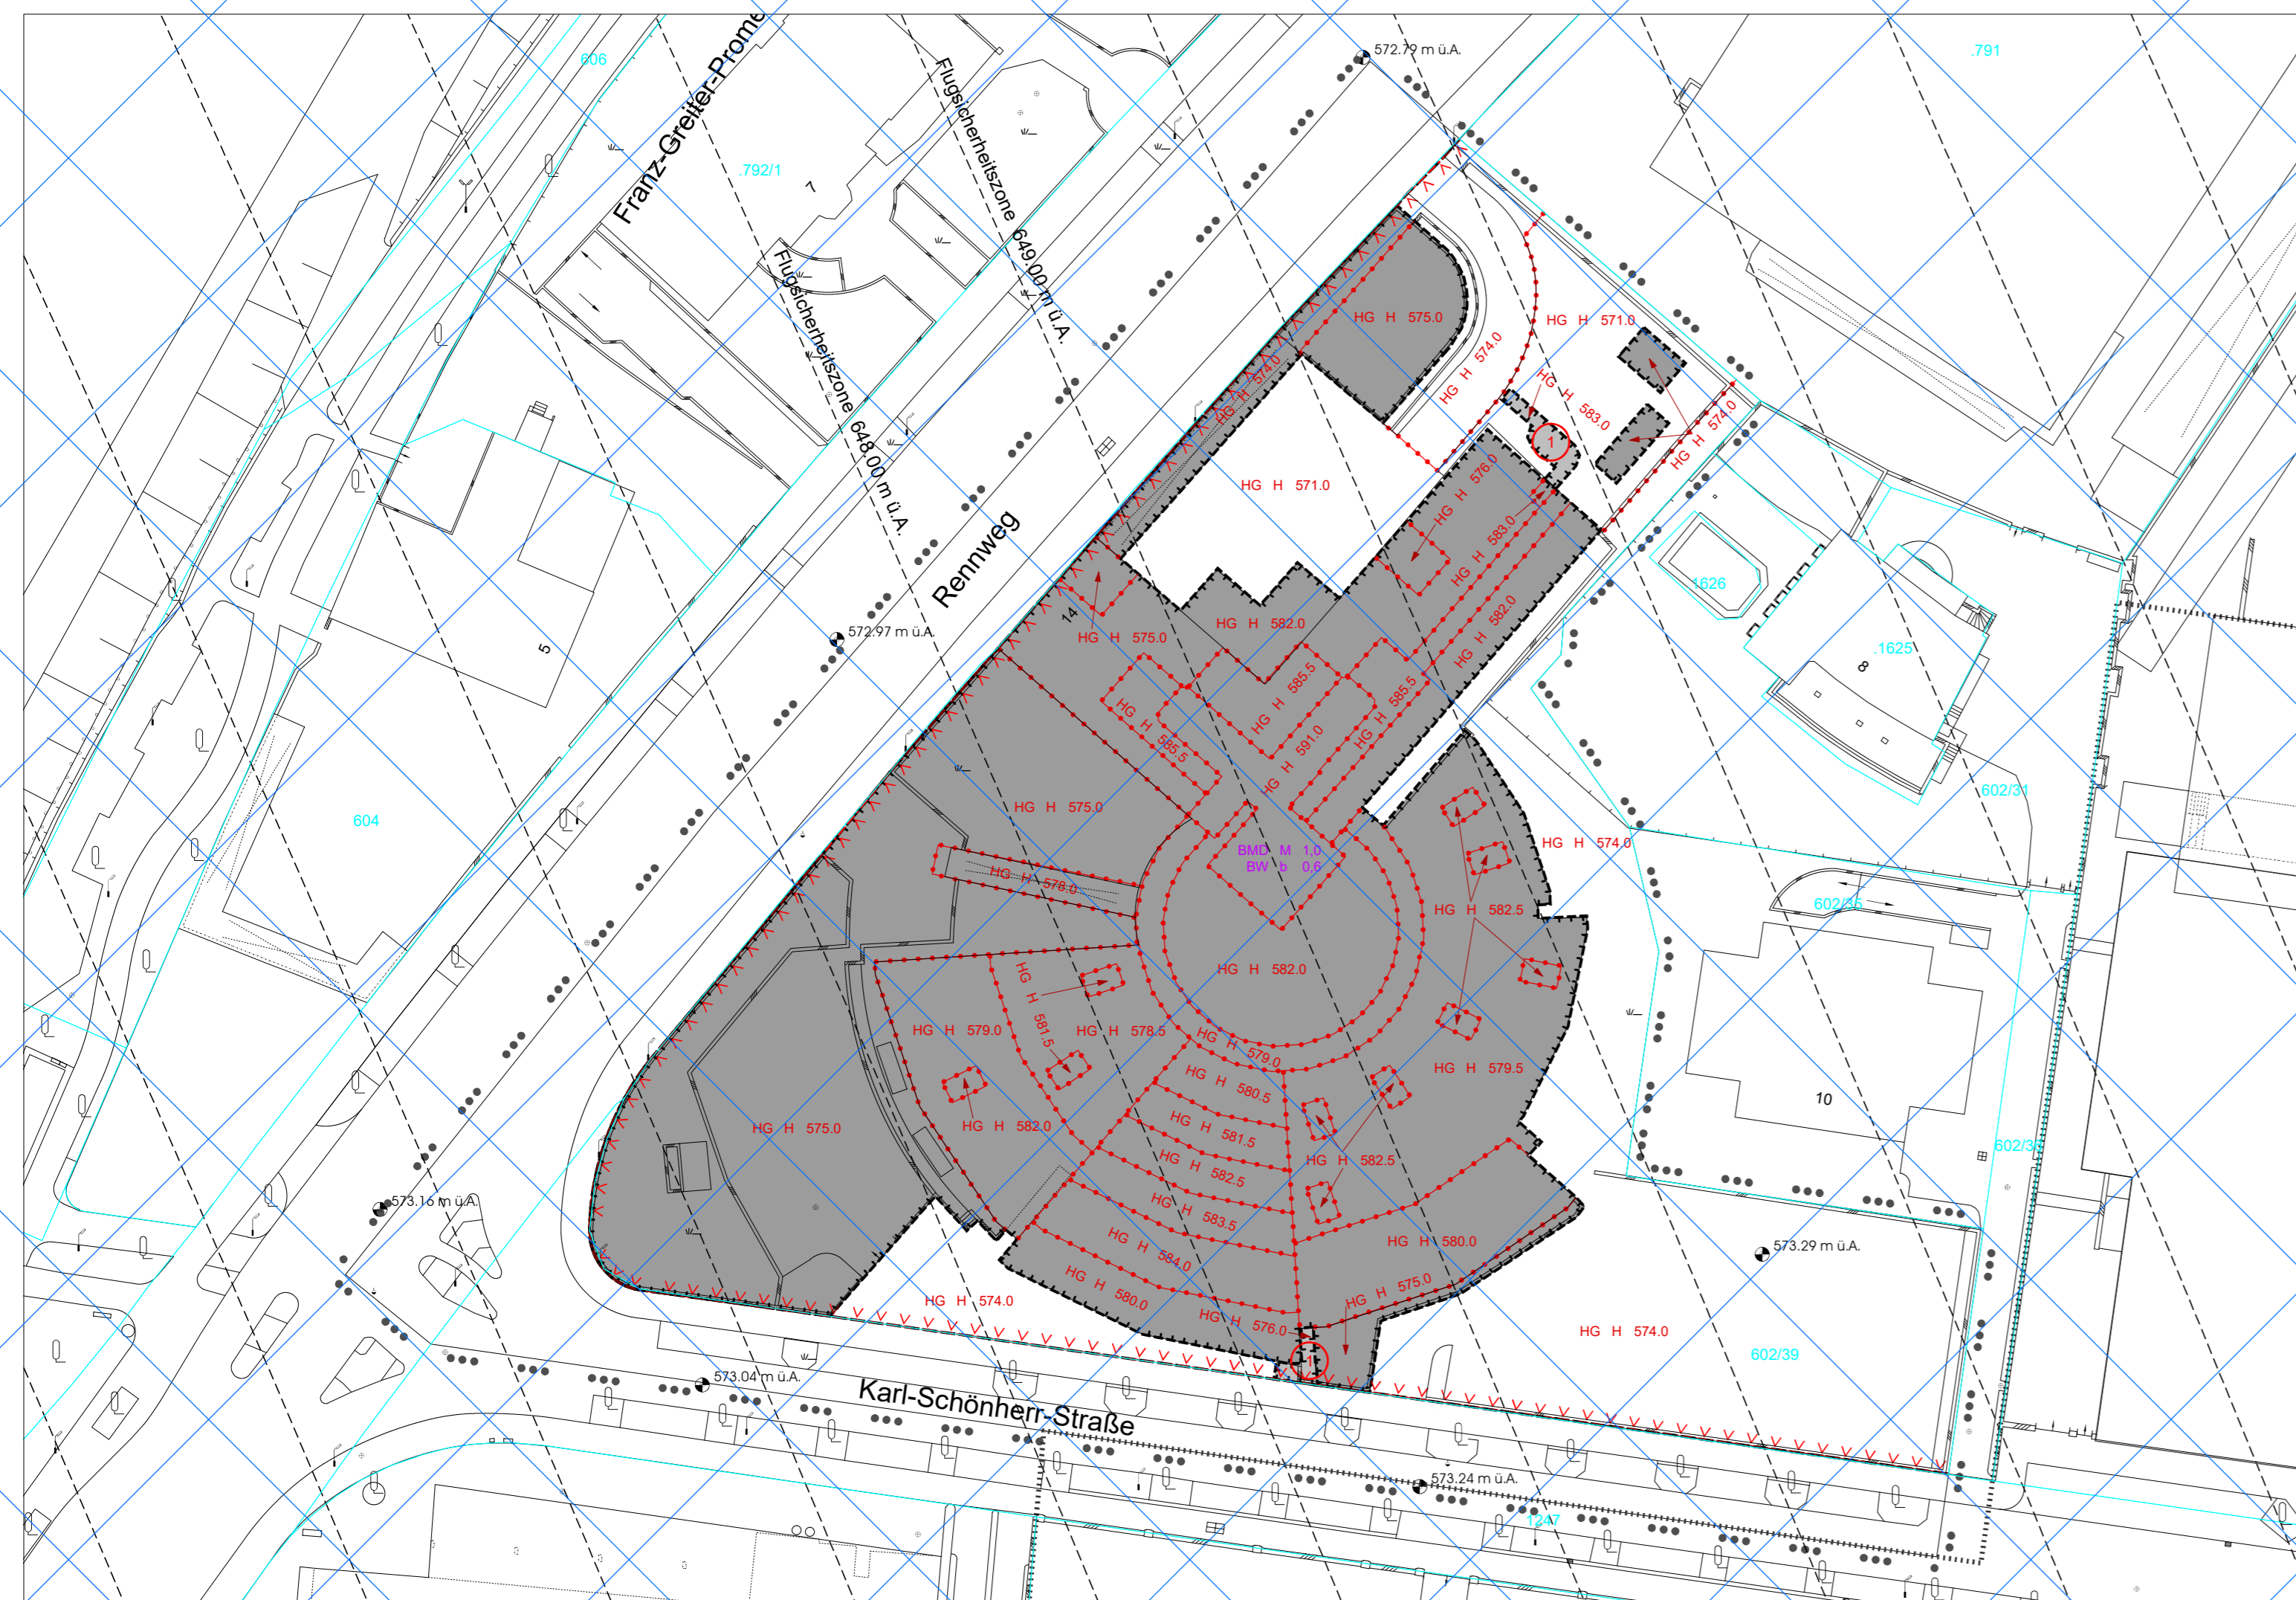 572.79 m ü.A.
.791
606
Franz-Greiter-Prome
.792/1
7
Flugsicherheitszone 649.00 m ü.A.
Flugsicherheitszone 648.00 m ü.A.
HG H 575.0
HG H 571.0
HG H 574.0
HG H 574.0
HG H 583.0
1
HG H 574.0
HG H 576.0
HG H 571.0
Rennweg
HG H 583.0
1626
14
572.97 m ü.A.
HG H 575.0
HG H 582.0
HG H 582.0
5
.1625
8
HG H 585.5
HG H 585.5
HG H 585.5
HG H 591.0
602/31
604
HG H 575.0
HG H 574.0
BMD M 1,0
BW b 0,6
HG H 578.0
602/35
HG H 582.5
HG H 582.0
HG H 581.5
HG H 579.0
HG H 578.5
HG H 579.0
HG H 579.5
HG H 580.5
10
HG H 575.0
HG H 582.0
HG H 581.5
602/36
HG H 582.5
HG H 582.5
573.16 m ü.A.
HG H 583.5
HG H 584.0
HG H 580.0
573.29 m ü.A.
HG H 580.0
HG H 575.0
HG H 574.0
HG H 576.0
HG H 574.0
1
602/39
573.04 m ü.A.
Karl-Schönherr-Straße
573.24 m ü.A.
1247